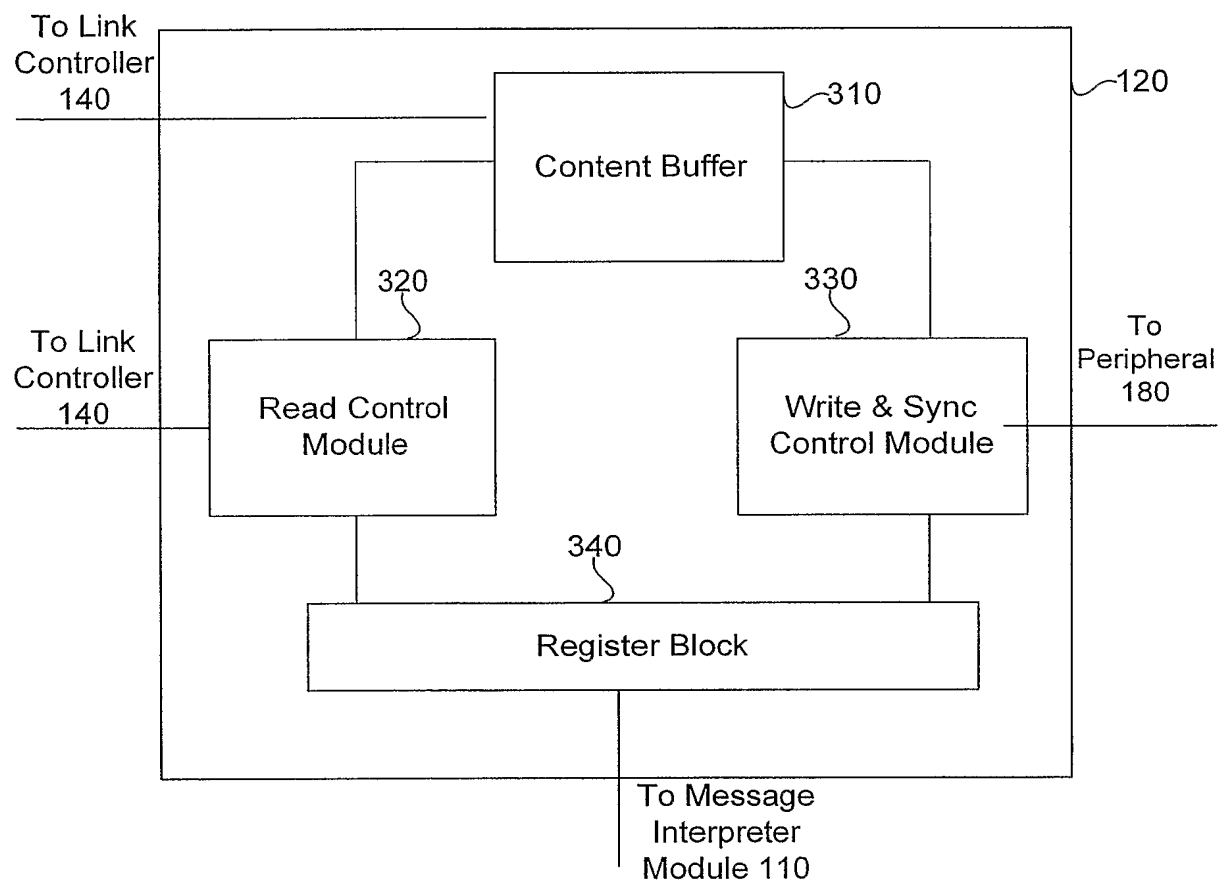 To Link
Controller
140
310
120
Content Buffer
320
330
To Link
Controller
140
To
Peripheral
180
Read Control
Module
Write & Sync
Control Module
340
Register Block
To Message
Interpreter
Module 110